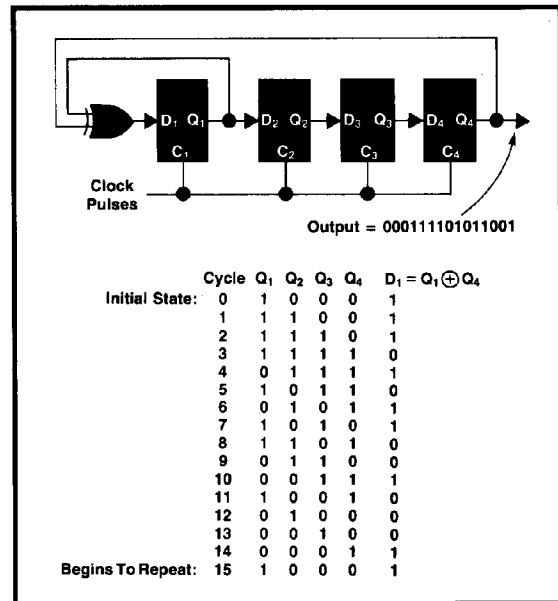 D₁ Q₁ D₂ Q₂ D₃ Q₃ D₄ Q₄
C₁ C₂ C₃ C₄
Clock
Pulses
Output = 000111101011001
Cycle Q₁ Q₂ Q₃ Q₄ D₁ = Q₁ ⊕ Q₄
Initial State: 0 1 0 0 0 1
1 1 1 0 0 1
2 1 1 1 0 1
3 1 1 1 1 0
4 0 1 1 1 1
5 1 0 1 1 0
6 0 1 0 1 1
7 1 0 1 0 1
8 1 1 0 1 0
9 0 1 1 0 0
10 0 0 1 1 1
11 1 0 0 1 0
12 0 1 0 0 0
13 0 0 1 0 0
14 0 0 0 1 1
Begins To Repeat: 15 1 0 0 0 1